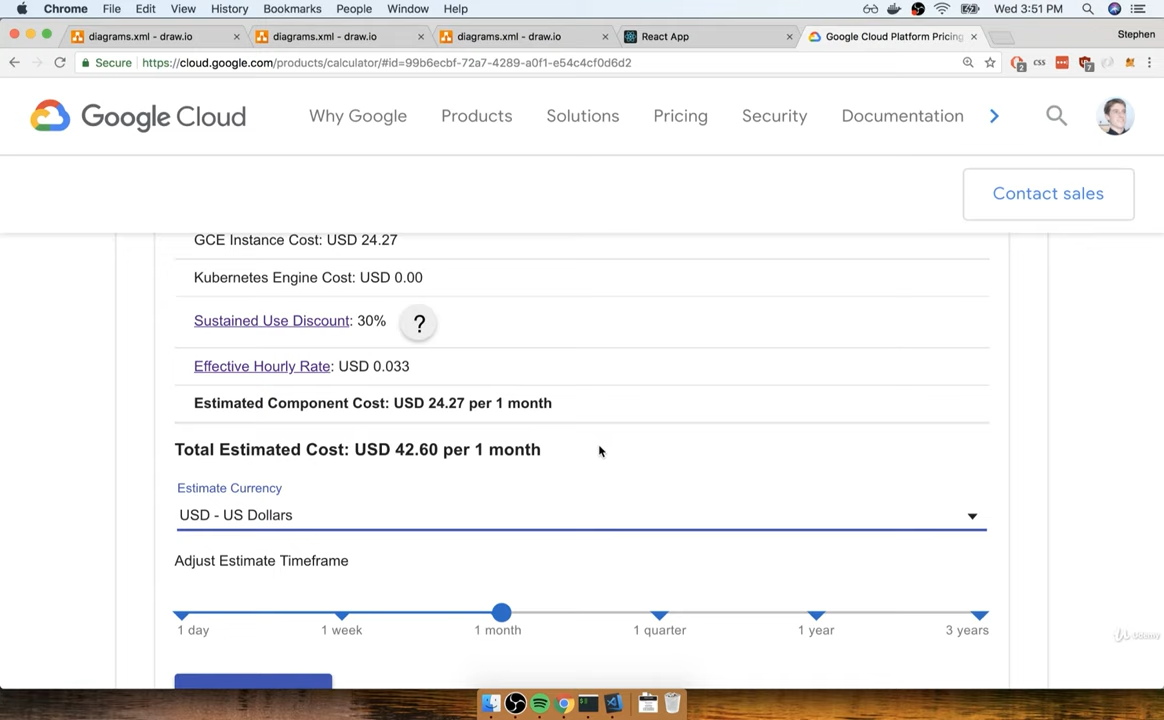 Chrome File Edit View History Bookmarks People Window Help Wed 3:51 PM
diagrams.xml - draw.io diagrams.xml - draw.io diagrams.xml - draw.io React App Google Cloud Platform Pricing Stephen
Secure https://cloud.google.com/products/calculator/#id=99b6ecbf-72a7-4289-a0f1-e54c4cf0d6d2
Google Cloud Why Google Products Solutions Pricing Security Documentation
Contact sales
GCE Instance Cost: USD 24.27
Kubernetes Engine Cost: USD 0.00
Sustained Use Discount: 30% ?
Effective Hourly Rate: USD 0.033
Estimated Component Cost: USD 24.27 per 1 month
Total Estimated Cost: USD 42.60 per 1 month
Estimate Currency
USD - US Dollars
Adjust Estimate Timeframe
1 day 1 week 1 month 1 quarter 1 year 3 years
Udemy